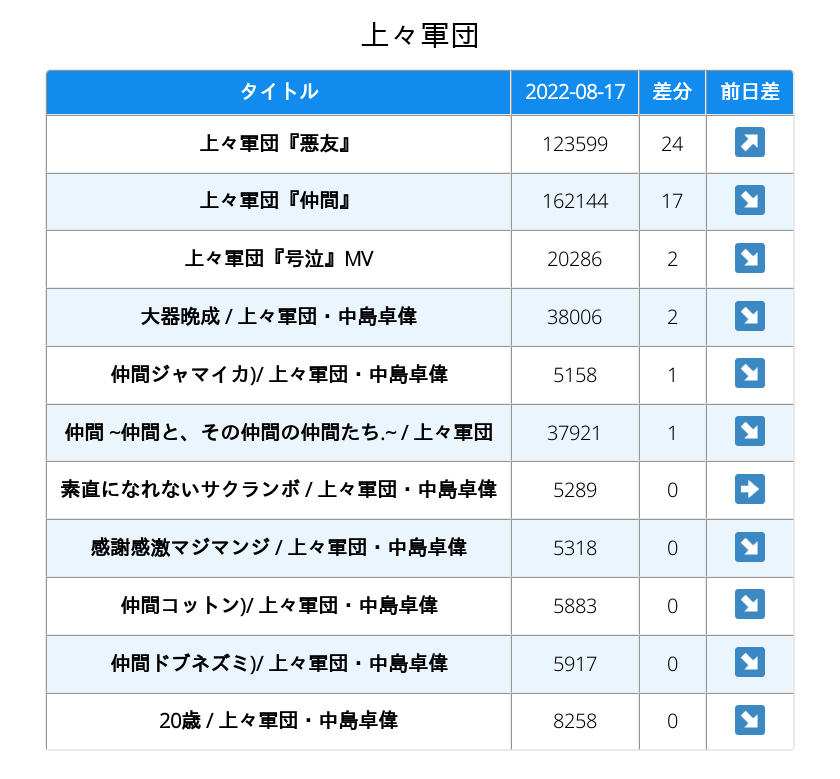 上々軍団
タイトル 2022-08-17 差分 前日差
上々軍団『悪友』 123599 24 ↗
上々軍団『仲間』 162144 17 ↘
上々軍団『号泣』MV 20286 2 ↘
大器晩成 / 上々軍団・中島卓偉 38006 2 ↘
仲間ジャマイカ)/ 上々軍団・中島卓偉 5158 1 ↘
仲間 ~仲間と、その仲間の仲間たち.~ / 上々軍団 37921 1 ↘
素直になれないサクランボ / 上々軍団・中島卓偉 5289 0 ➡
感謝感激マジマンジ / 上々軍団・中島卓偉 5318 0 ↘
仲間コットン)/ 上々軍団・中島卓偉 5883 0 ↘
仲間ドブネズミ)/ 上々軍団・中島卓偉 5917 0 ↘
20歳 / 上々軍団・中島卓偉 8258 0 ↘